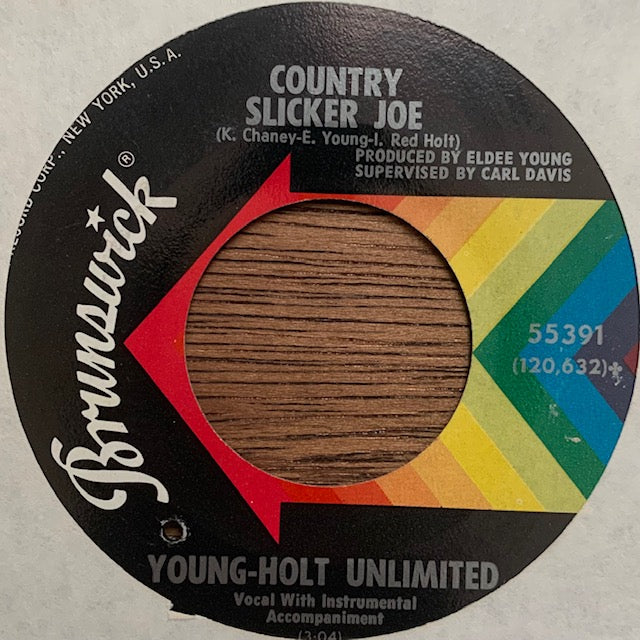 RECORD CORP., NEW YORK, U.S.A.
Brunswick®
COUNTRY
SLICKER JOE
(K. Chaney-E. Young-I. Red Holt)
PRODUCED BY ELDEE YOUNG
SUPERVISED BY CARL DAVIS
55391
(120,632)
YOUNG-HOLT UNLIMITED
Vocal With Instrumental
Accompaniment
(3:04)